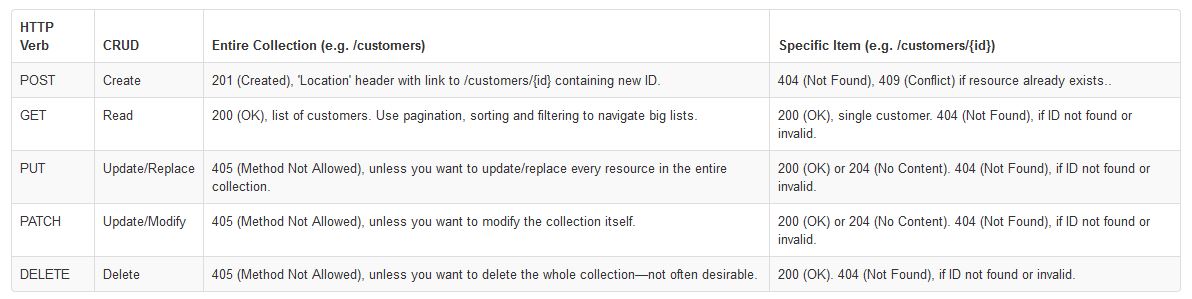 HTTP
Verb
CRUD
Entire Collection (e.g. /customers)
Specific Item (e.g. /customers/{id})
POST
Create
201 (Created), 'Location' header with link to /customers/{id} containing new ID.
404 (Not Found), 409 (Conflict) if resource already exists..
GET
Read
200 (OK), list of customers. Use pagination, sorting and filtering to navigate big lists.
200 (OK), single customer. 404 (Not Found), if ID not found or
invalid.
PUT
Update/Replace
405 (Method Not Allowed), unless you want to update/replace every resource in the entire
collection.
200 (OK) or 204 (No Content). 404 (Not Found), if ID not found or
invalid.
PATCH
Update/Modify
405 (Method Not Allowed), unless you want to modify the collection itself.
200 (OK) or 204 (No Content). 404 (Not Found), if ID not found or
invalid.
DELETE
Delete
405 (Method Not Allowed), unless you want to delete the whole collection—not often desirable.
200 (OK). 404 (Not Found), if ID not found or invalid.